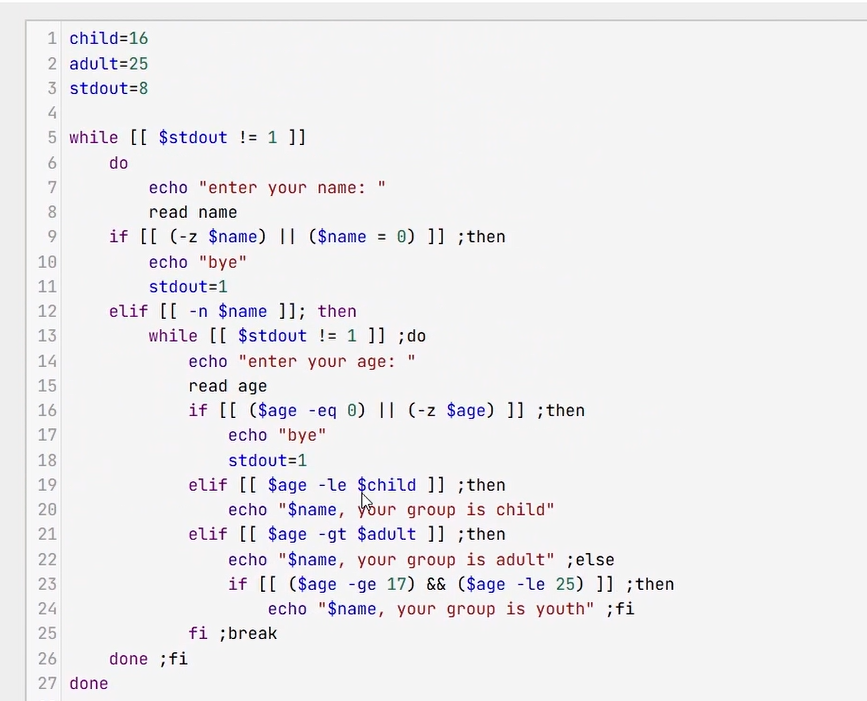 1 child=16
2 adult=25
3 stdout=8
4
5 while [[ $stdout != 1 ]]
6     do
7         echo "enter your name: "
8         read name
9     if [[ (-z $name) || ($name = 0) ]] ;then
10         echo "bye"
11         stdout=1
12     elif [[ -n $name ]]; then
13         while [[ $stdout != 1 ]] ;do
14             echo "enter your age: "
15             read age
16             if [[ ($age -eq 0) || (-z $age) ]] ;then
17                 echo "bye"
18                 stdout=1
19             elif [[ $age -le $child ]] ;then
20                 echo "$name, your group is child"
21             elif [[ $age -gt $adult ]] ;then
22                 echo "$name, your group is adult" ;else
23                 if [[ ($age -ge 17) && ($age -le 25) ]] ;then
24                     echo "$name, your group is youth" ;fi
25             fi ;break
26     done ;fi
27 done